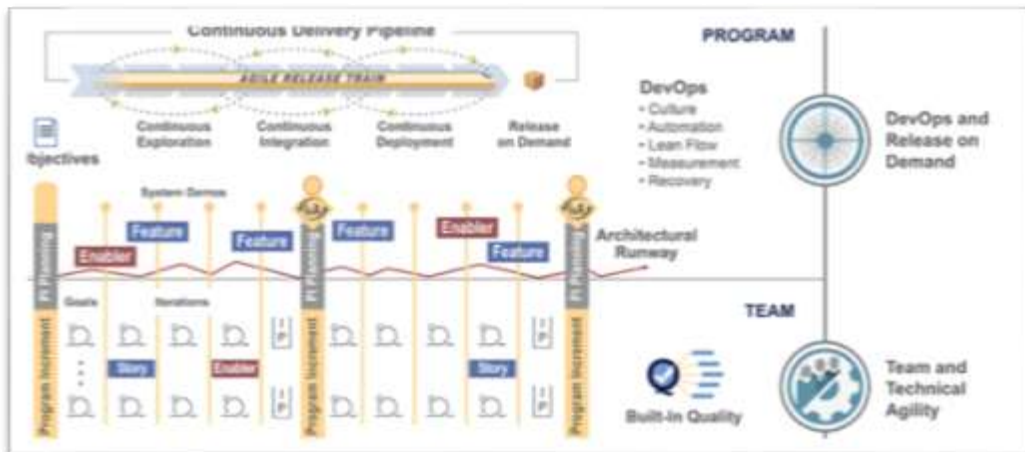 Continuous Delivery Pipeline
AGILE RELEASE TRAIN
Continuous
Exploration
Continuous
Integration
Continuous
Deployment
Release
on Demand
bjectives
PROGRAM
DevOps
• Culture
• Automation
• Lean Flow
• Measurement
• Recovery
DevOps and
Release on
Demand
System Demos
Feature
Enabler
Feature
Feature
Enabler
Feature
Architectural
Runway
PI Planning
PI Planning
PI Planning
Goals
Iterations
TEAM
Program Increment
Program Increment
Program Increment
Story
Enabler
Story
I
P
I
P
I
P
I
P
Built-In Quality
Team and
Technical
Agility